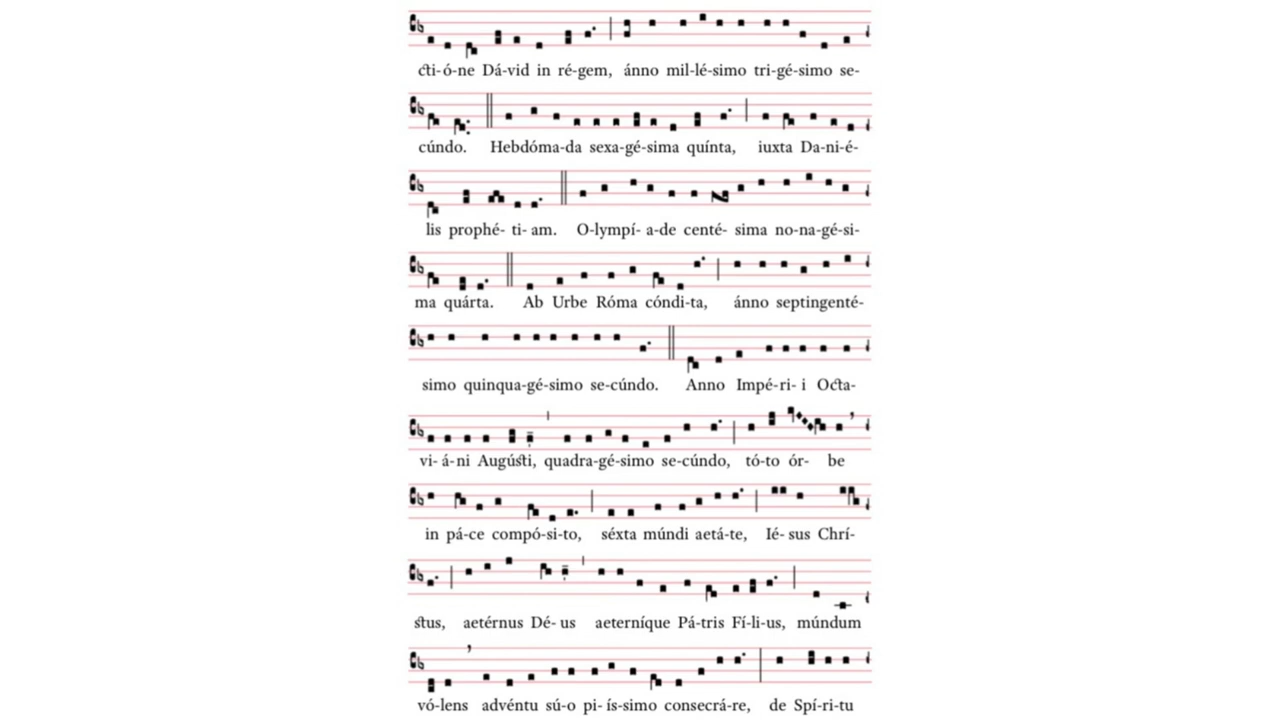 cti-ó-ne Dá-vid in ré-gem, ánno mil-lé-simo tri-gé-simo se-
cúndo. Hebdóma-da sexa-gé-sima quínta, iuxta Da-ni-é-
lis prophé- ti- am. O-lympí- a-de centé- sima no-na-gé-si-
ma quárta. Ab Urbe Róma cóndi-ta, ánno septingenté-
simo quinqua-gé-simo se-cúndo. Anno Impé-ri- i Octa-
vi- á-ni Augústi, quadra-gé-simo se-cúndo, tó-to ór- be
in pá-ce compó-si-to, séxta múndi aetá-te, Ié- sus Chrí-
stus, aetérnus Dé- us aeterníque Pá-tris Fí-li-us, múndum
vó-lens advéntu sú-o pi- ís-simo consecrá-re, de Spí-ri-tu